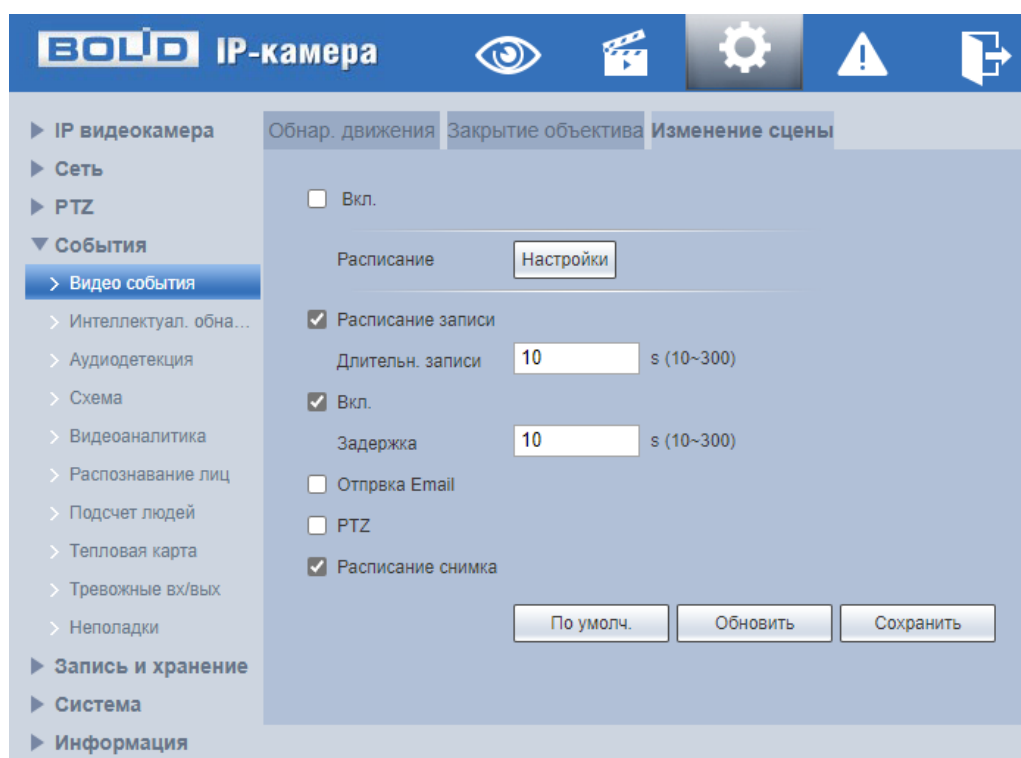 BOLID IP-камера
IP видеокамера
Сеть
PTZ
События
Видео события
Интеллектуал. обна...
Аудиодетекция
Схема
Видеоаналитика
Распознавание лиц
Подсчет людей
Тепловая карта
Тревожные вх/вых
Неполадки
Запись и хранение
Система
Информация
Обнар. движения Закрытие объектива Изменение сцены
Вкл.
Расписание Настройки
Расписание записи
Длительн. записи 10 s (10~300)
Вкл.
Задержка 10 s (10~300)
Отпрвка Email
PTZ
Расписание снимка
По умолч. Обновить Сохранить